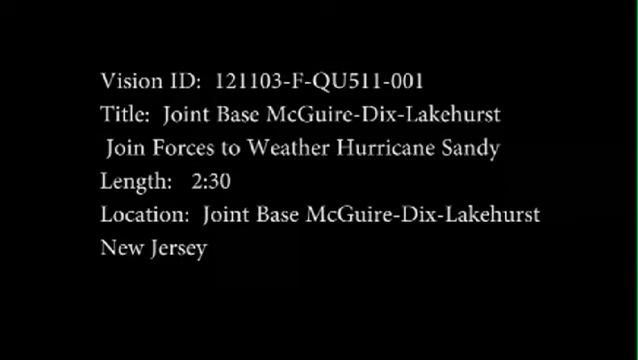 Vision ID: 121103-F-QU511-001
Title: Joint Base McGuire-Dix-Lakehurst
Join Forces to Weather Hurricane Sandy
Length: 2:30
Location: Joint Base McGuire-Dix-Lakehurst
New Jersey